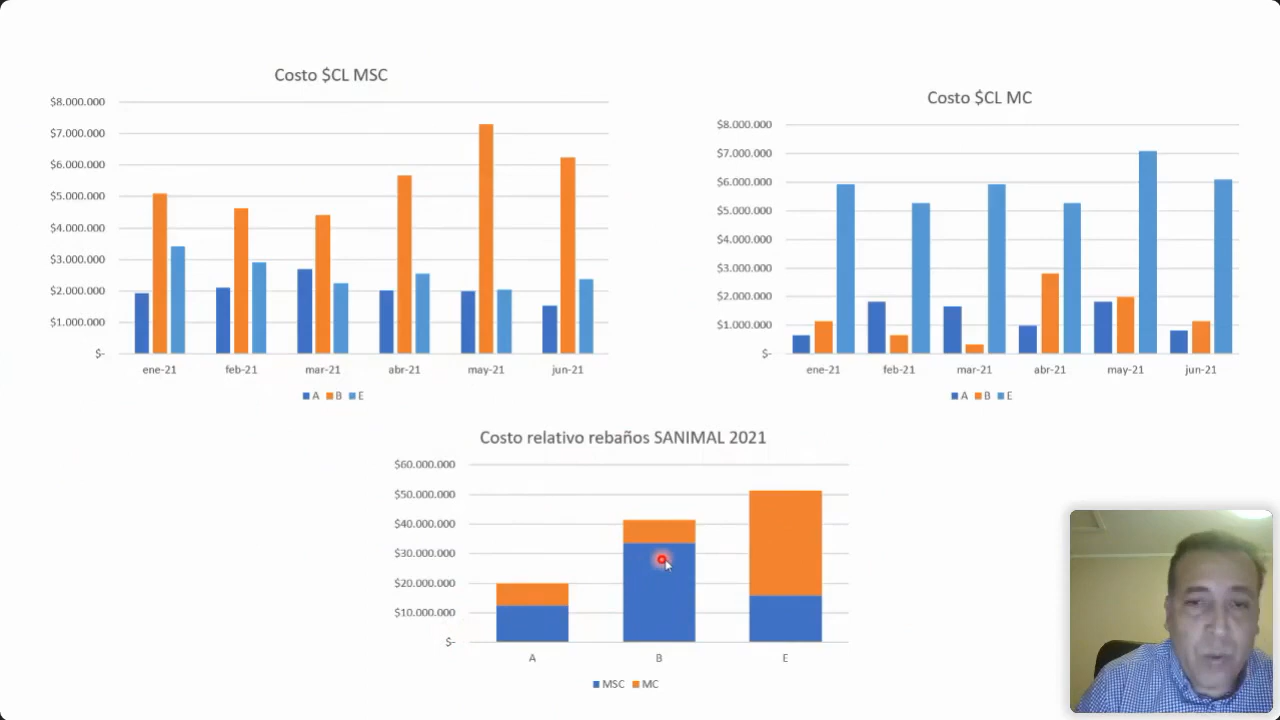 Costo $CL MSC
$8.000.000
$7.000.000
$6.000.000
$5.000.000
$4.000.000
$3.000.000
$2.000.000
$1.000.000
$-
ene-21 feb-21 mar-21 abr-21 may-21 jun-21
A B E
Costo $CL MC
$8.000.000
$7.000.000
$6.000.000
$5.000.000
$4.000.000
$3.000.000
$2.000.000
$1.000.000
$-
ene-21 feb-21 mar-21 abr-21 may-21 jun-21
A B E
Costo relativo rebaños SANIMAL 2021
$60.000.000
$50.000.000
$40.000.000
$30.000.000
$20.000.000
$10.000.000
$-
A B E
MSC MC